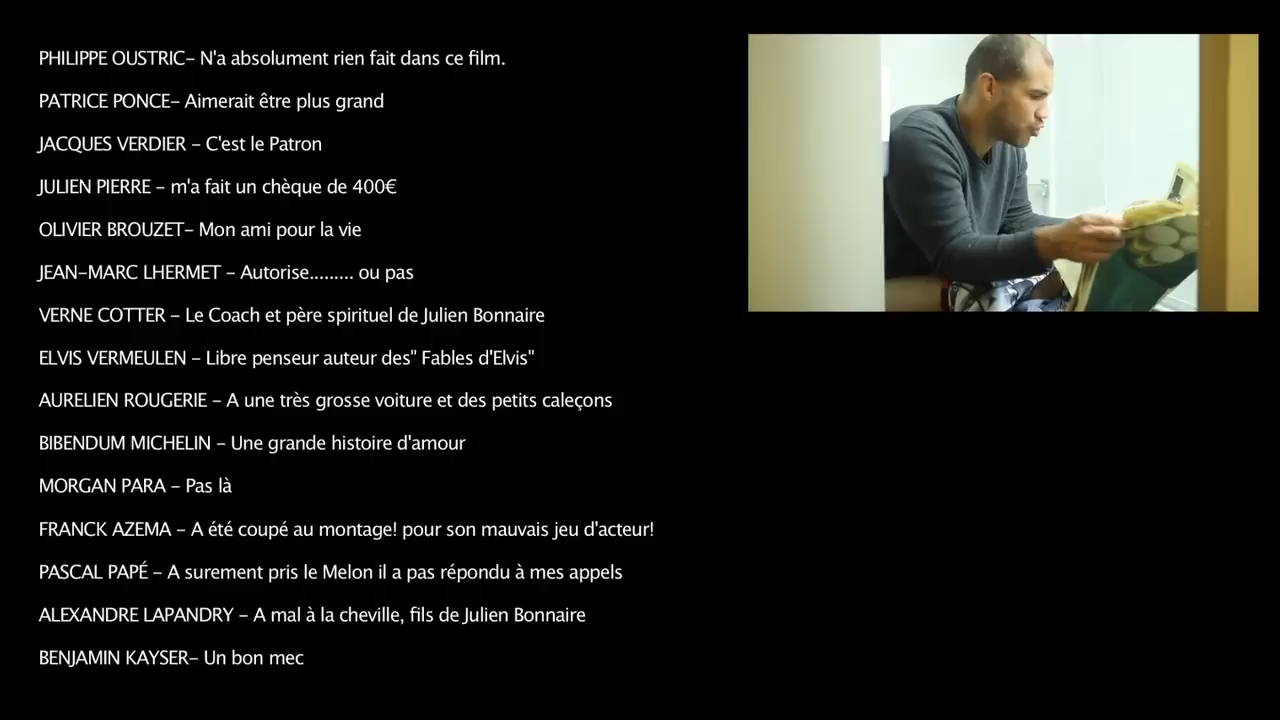 PHILIPPE OUSTRIC– N'a absolument rien fait dans ce film.
PATRICE PONCE– Aimerait être plus grand
JACQUES VERDIER – C'est le Patron
JULIEN PIERRE – m'a fait un chèque de 400€
OLIVIER BROUZET– Mon ami pour la vie
JEAN–MARC LHERMET – Autorise......... ou pas
VERNE COTTER – Le Coach et père spirituel de Julien Bonnaire
ELVIS VERMEULEN – Libre penseur auteur des" Fables d'Elvis"
AURELIEN ROUGERIE – A une très grosse voiture et des petits caleçons
BIBENDUM MICHELIN – Une grande histoire d'amour
MORGAN PARA – Pas là
FRANCK AZEMA – A été coupé au montage! pour son mauvais jeu d'acteur!
PASCAL PAPÉ – A surement pris le Melon il a pas répondu à mes appels
ALEXANDRE LAPANDRY – A mal à la cheville, fils de Julien Bonnaire
BENJAMIN KAYSER– Un bon mec